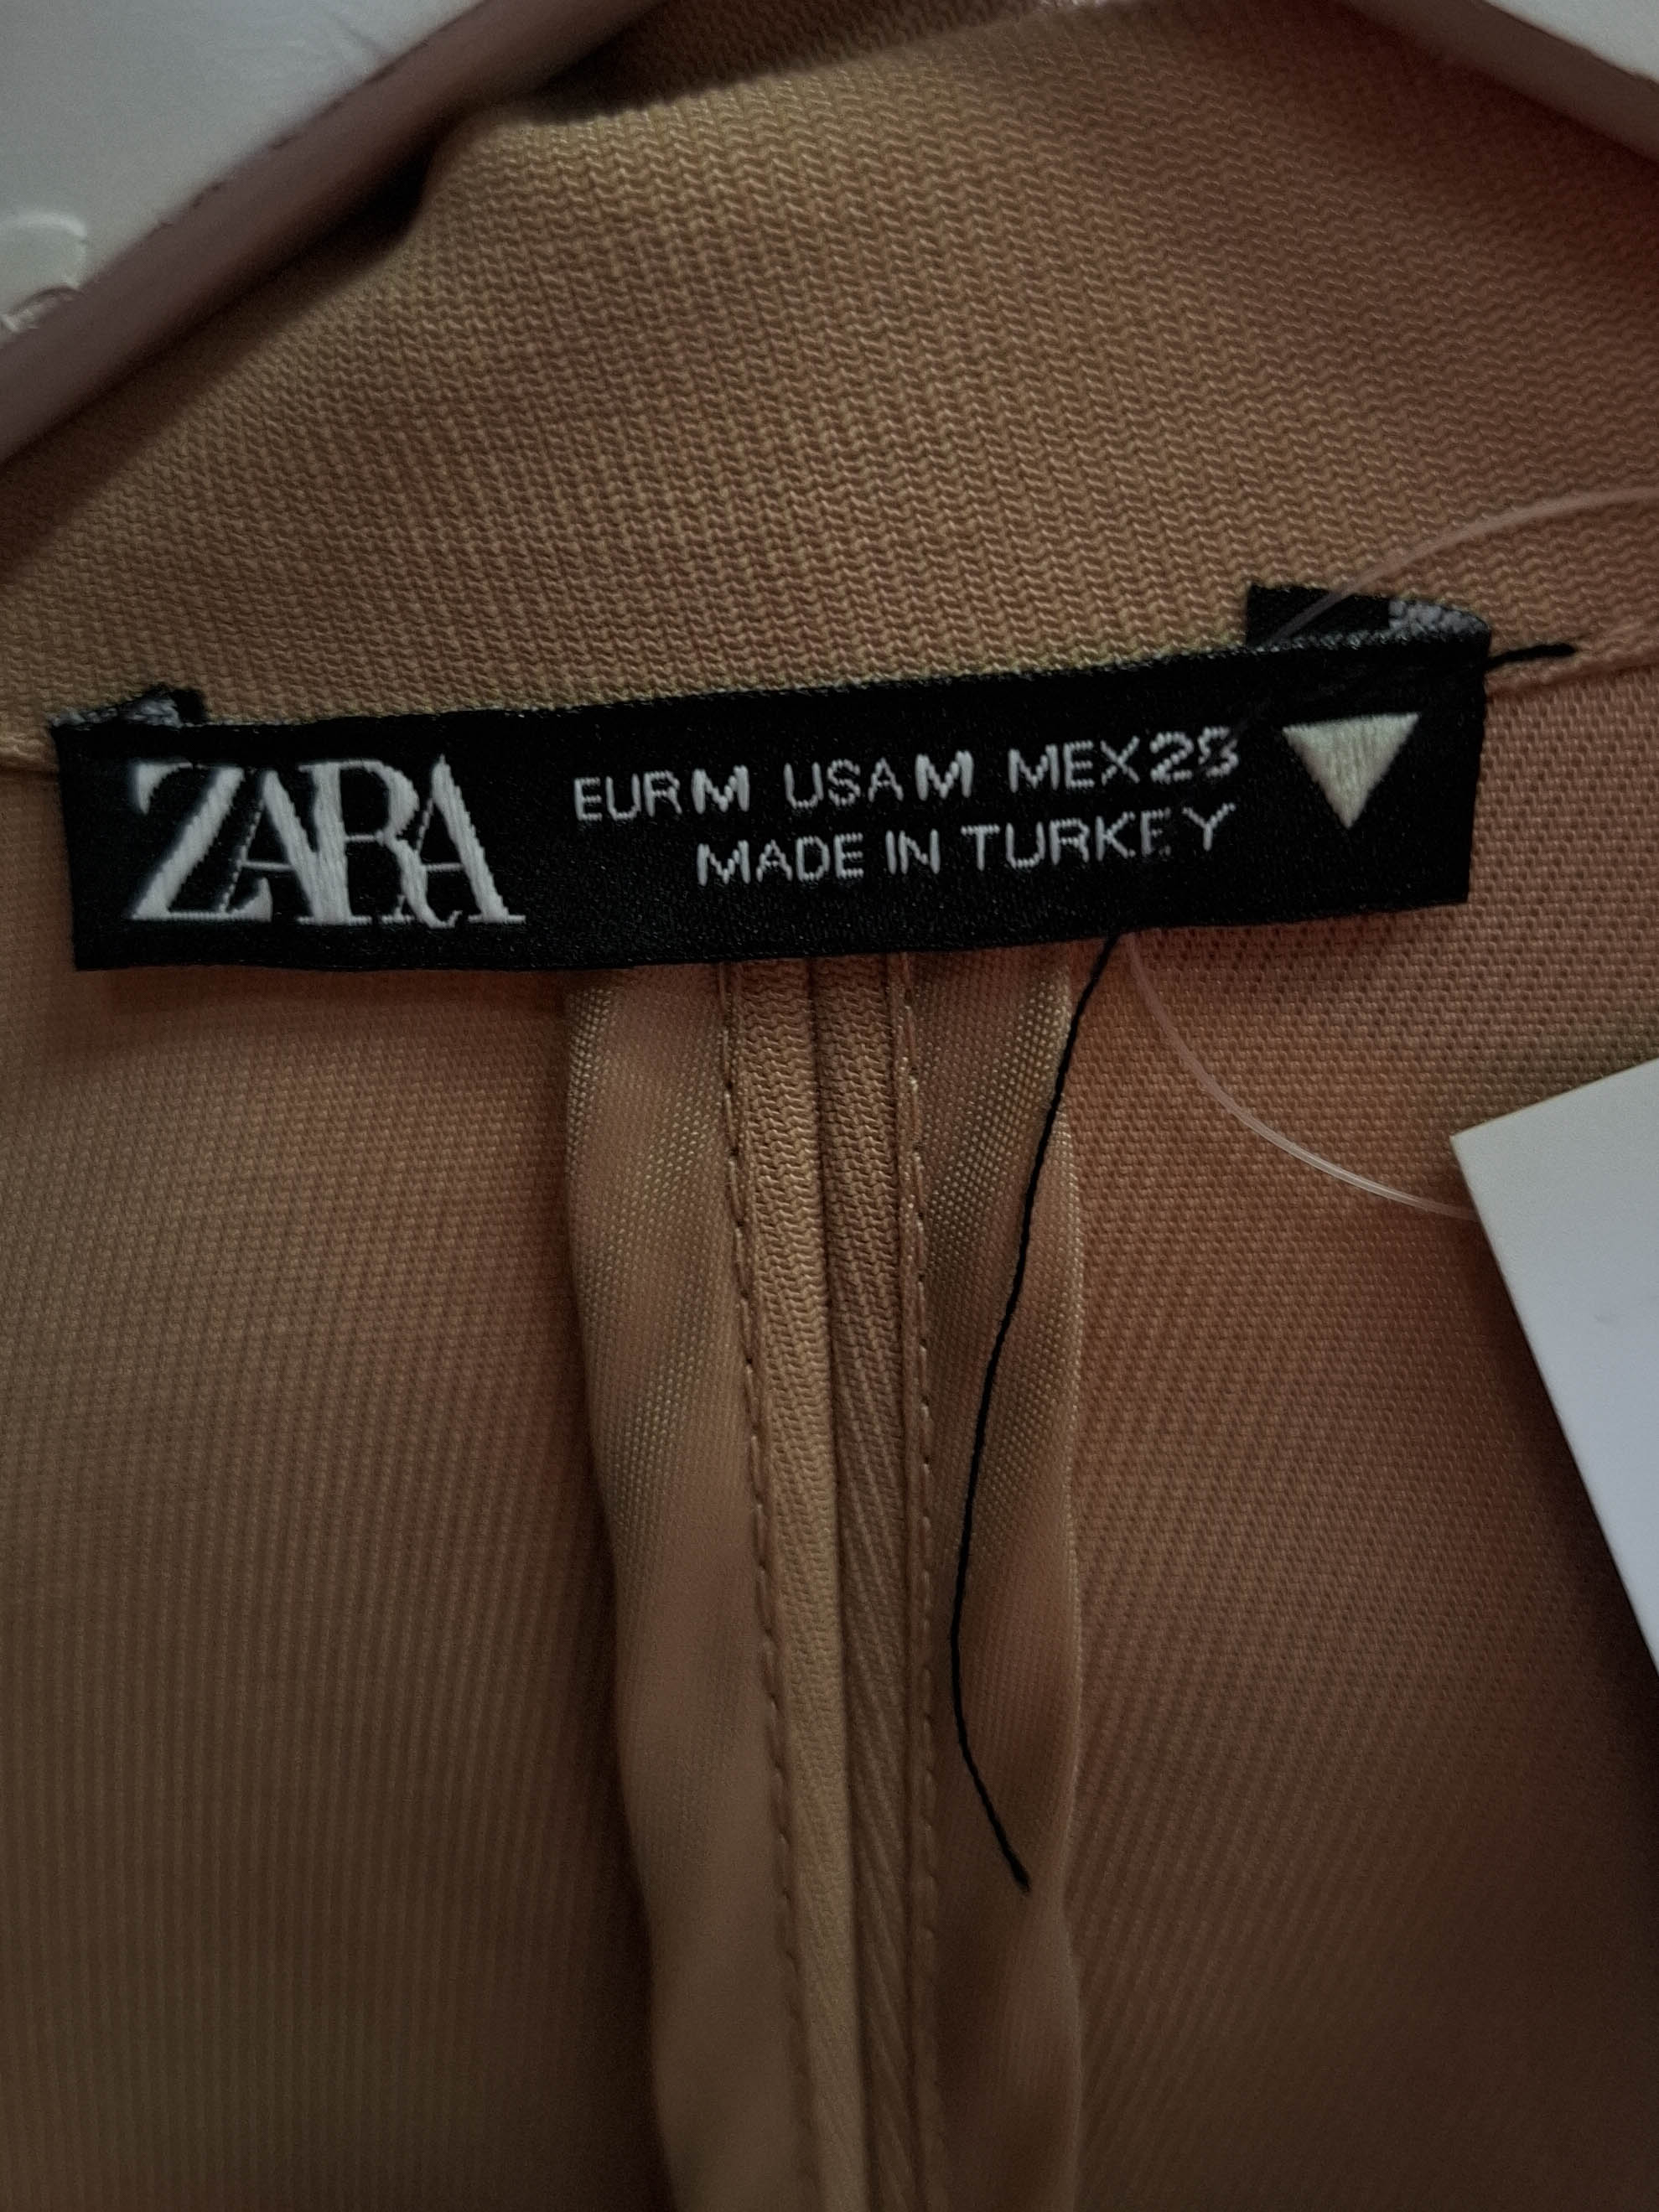 ZARA
EUR M USA M MEX 28
MADE IN TURKEY